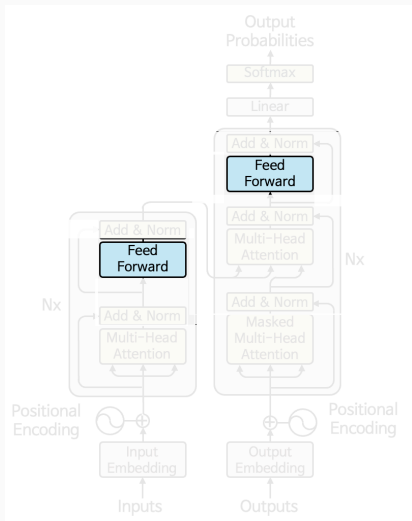 Output
Probabilities
Softmax
Linear
Add & Norm
Feed
Forward
Add & Norm
Multi-Head
Attention
Nx
Add & Norm
Masked
Multi-Head
Attention
Add & Norm
Feed
Forward
Nx
Add & Norm
Multi-Head
Attention
Positional
Encoding
Positional
Encoding
Input
Embedding
Output
Embedding
Inputs
Outputs